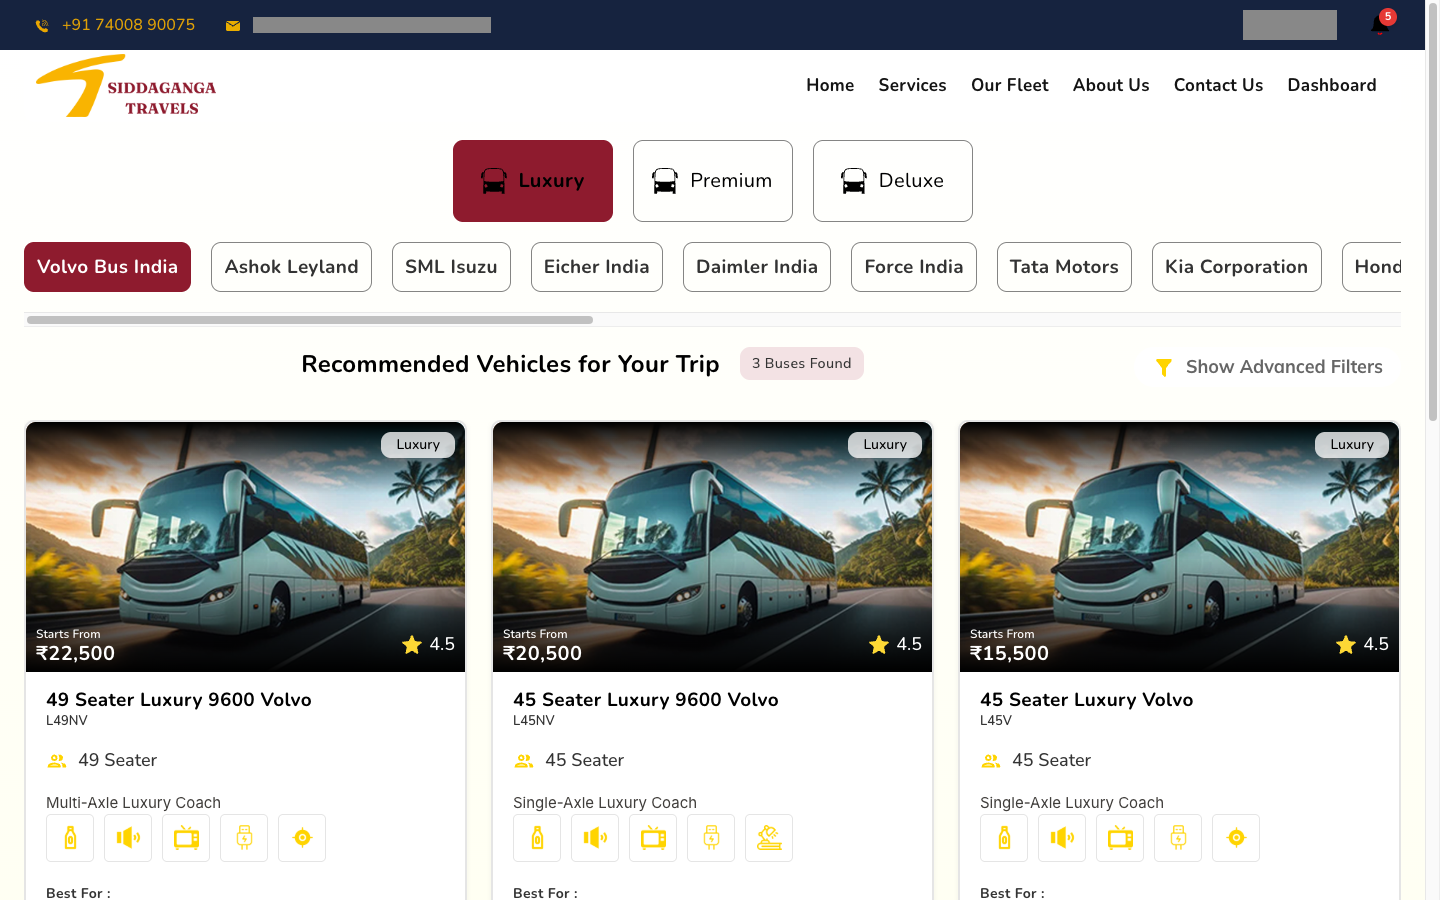 +91 74008 90075
5
SIDDAGANGA
TRAVELS
Home Services Our Fleet About Us Contact Us Dashboard
Luxury Premium Deluxe
Volvo Bus India Ashok Leyland SML Isuzu Eicher India Daimler India Force India Tata Motors Kia Corporation Hond
Recommended Vehicles for Your Trip 3 Buses Found Show Advanced Filters
Luxury Luxury Luxury
Starts From Starts From Starts From
₹22,500 4.5 ₹20,500 4.5 ₹15,500 4.5
49 Seater Luxury 9600 Volvo 45 Seater Luxury 9600 Volvo 45 Seater Luxury Volvo
L49NV L45NV L45V
49 Seater 45 Seater 45 Seater
Multi-Axle Luxury Coach Single-Axle Luxury Coach Single-Axle Luxury Coach
Best For : Best For : Best For :